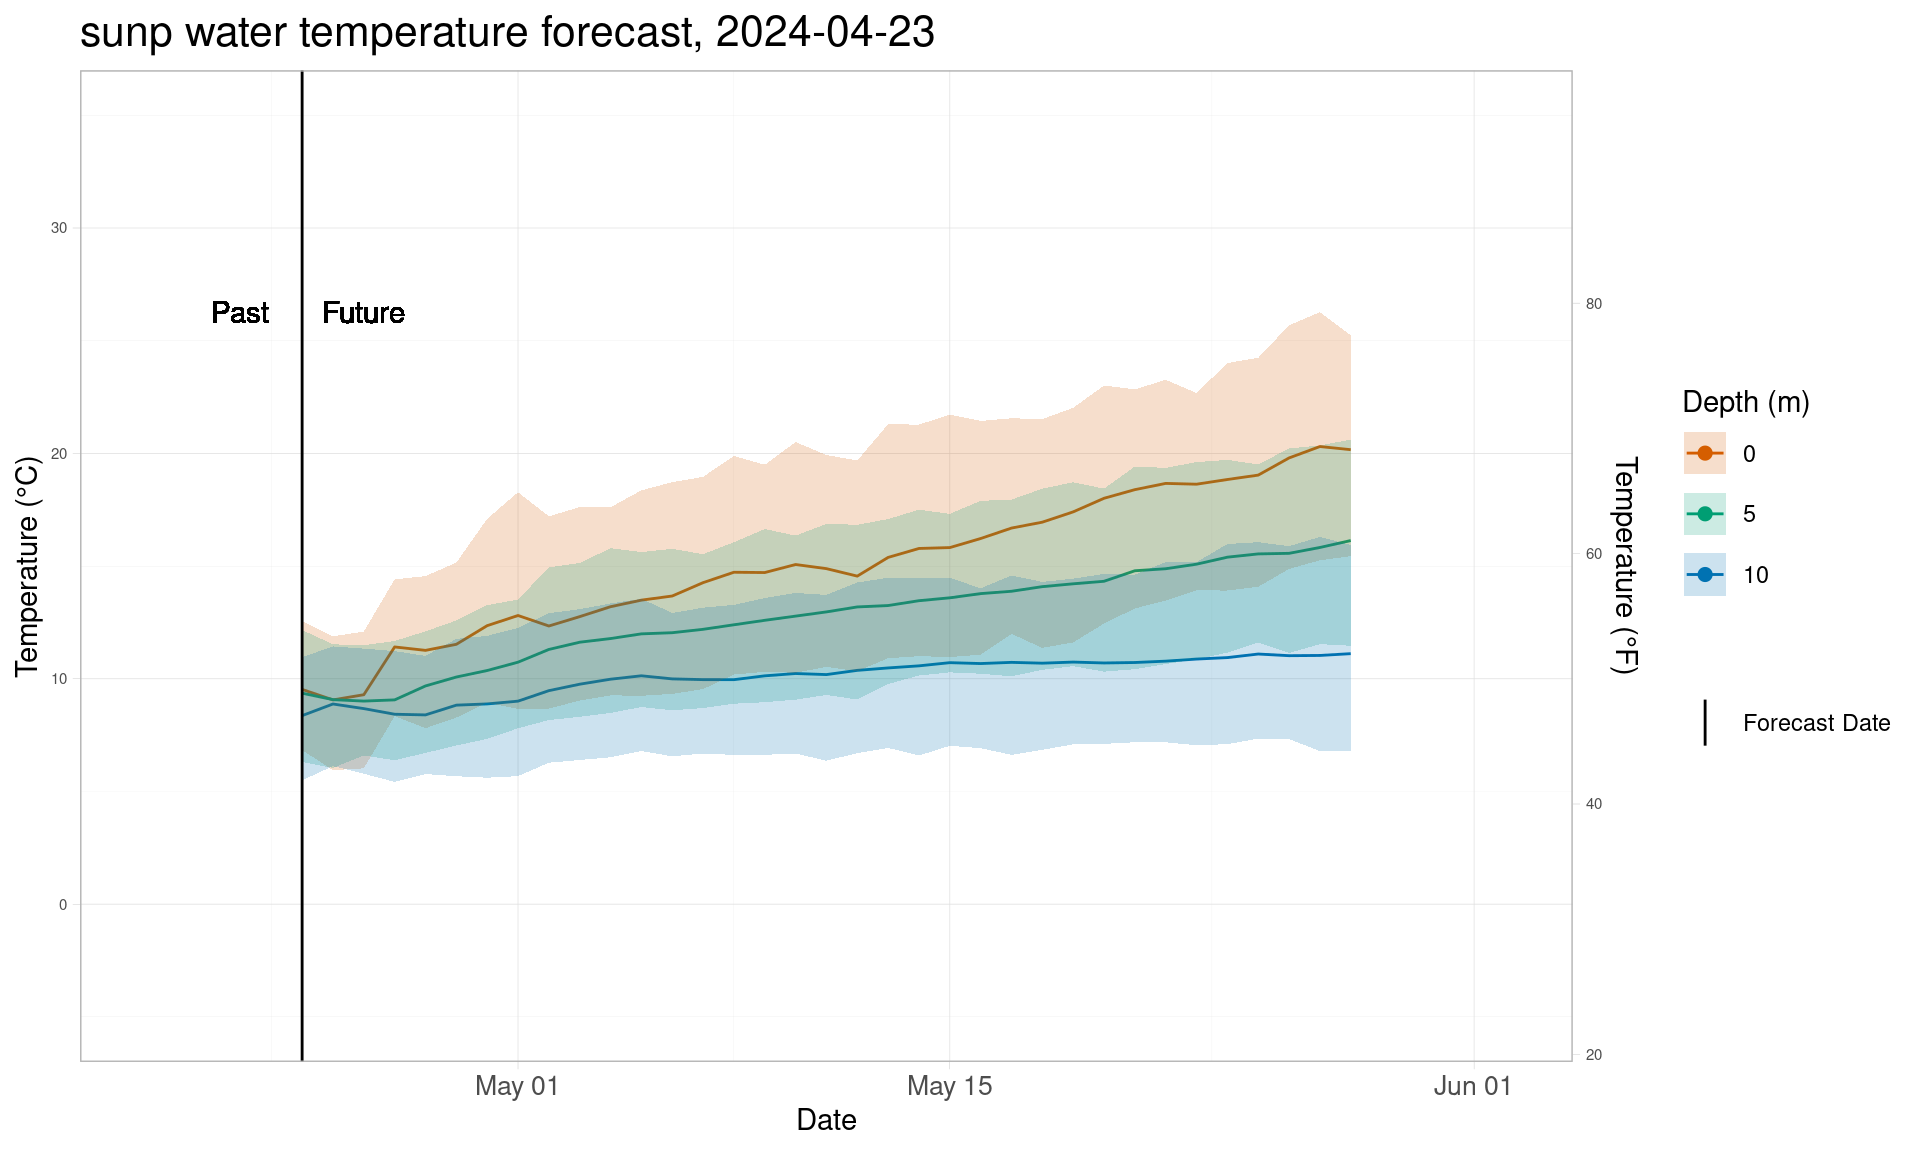 sunp water temperature forecast, 2024-04-23
Past
Future
Temperature (°C)
30
20
10
0
80
60
40
20
Temperature (°F)
May 01
May 15
Jun 01
Date
Depth (m)
0
5
10
Forecast Date